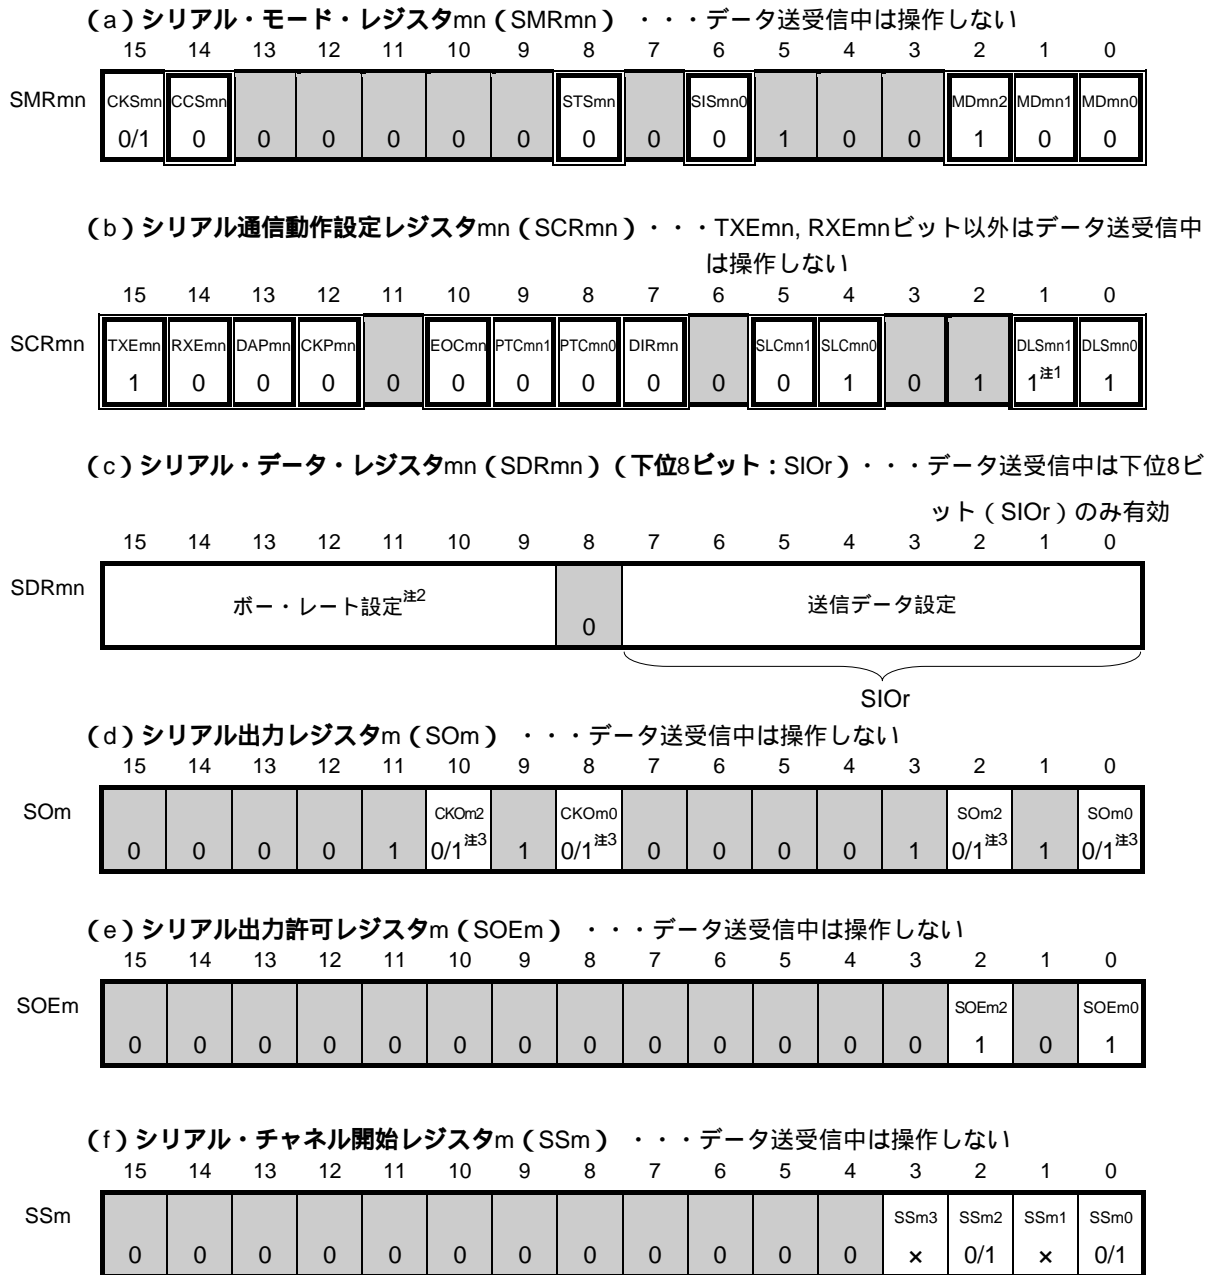 （a）シリアル・モード・レジスタmn（SMRmn） ・・・データ送受信中は操作しない
15 14 13 12 11 10 9 8 7 6 5 4 3 2 1 0
SMRmn CKSmn CCSmn STSmn SISmn0 MDmn2 MDmn1 MDmn0
0/1 0 0 0 0 0 0 0 0 0 1 0 0 1 0 0
（b）シリアル通信動作設定レジスタmn（SCRmn）・・・TXEmn, RXEmnビット以外はデータ送受信中
は操作しない
15 14 13 12 11 10 9 8 7 6 5 4 3 2 1 0
SCRmn TXEmn RXEmn DAPmn CKPmn EOCmn PTCmn1 PTCmn0 DIRmn SLCmn1 SLCmn0 DLSmn1 DLSmn0
1 0 0 0 0 0 0 0 0 0 0 1 0 1 1注1 1
（c）シリアル・データ・レジスタmn（SDRmn）（下位8ビット：SIOr）・・・データ送受信中は下位8ビ
ット（SIOr）のみ有効
15 14 13 12 11 10 9 8 7 6 5 4 3 2 1 0
SDRmn ボー・レート設定注2 0 送信データ設定
SIOr
（d）シリアル出力レジスタm（SOm） ・・・データ送受信中は操作しない
15 14 13 12 11 10 9 8 7 6 5 4 3 2 1 0
SOm CKOm2 CKOm0 SOm2 SOm0
0 0 0 0 1 0/1注3 1 0/1注3 0 0 0 0 1 0/1注3 1 0/1注3
（e）シリアル出力許可レジスタm（SOEm） ・・・データ送受信中は操作しない
15 14 13 12 11 10 9 8 7 6 5 4 3 2 1 0
SOEm SOEm2 SOEm0
0 0 0 0 0 0 0 0 0 0 0 0 0 1 0 1
（f）シリアル・チャネル開始レジスタm（SSm） ・・・データ送受信中は操作しない
15 14 13 12 11 10 9 8 7 6 5 4 3 2 1 0
SSm SSm3 SSm2 SSm1 SSm0
0 0 0 0 0 0 0 0 0 0 0 0 × 0/1 × 0/1